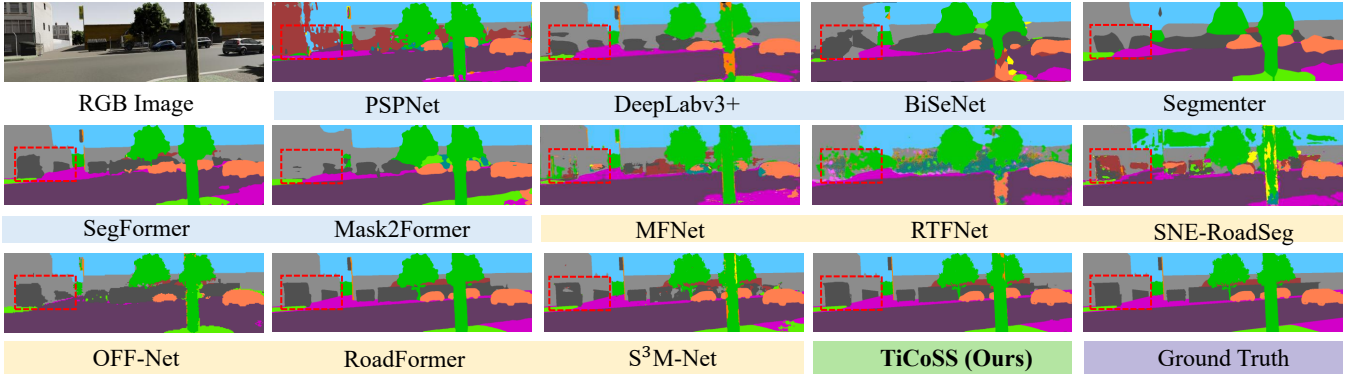 RGB Image PSPNet DeepLabv3+ BiSeNet Segmenter
SegFormer Mask2Former MFNet RTFNet SNE-RoadSeg
OFF-Net RoadFormer S³M-Net TiCoSS (Ours) Ground Truth